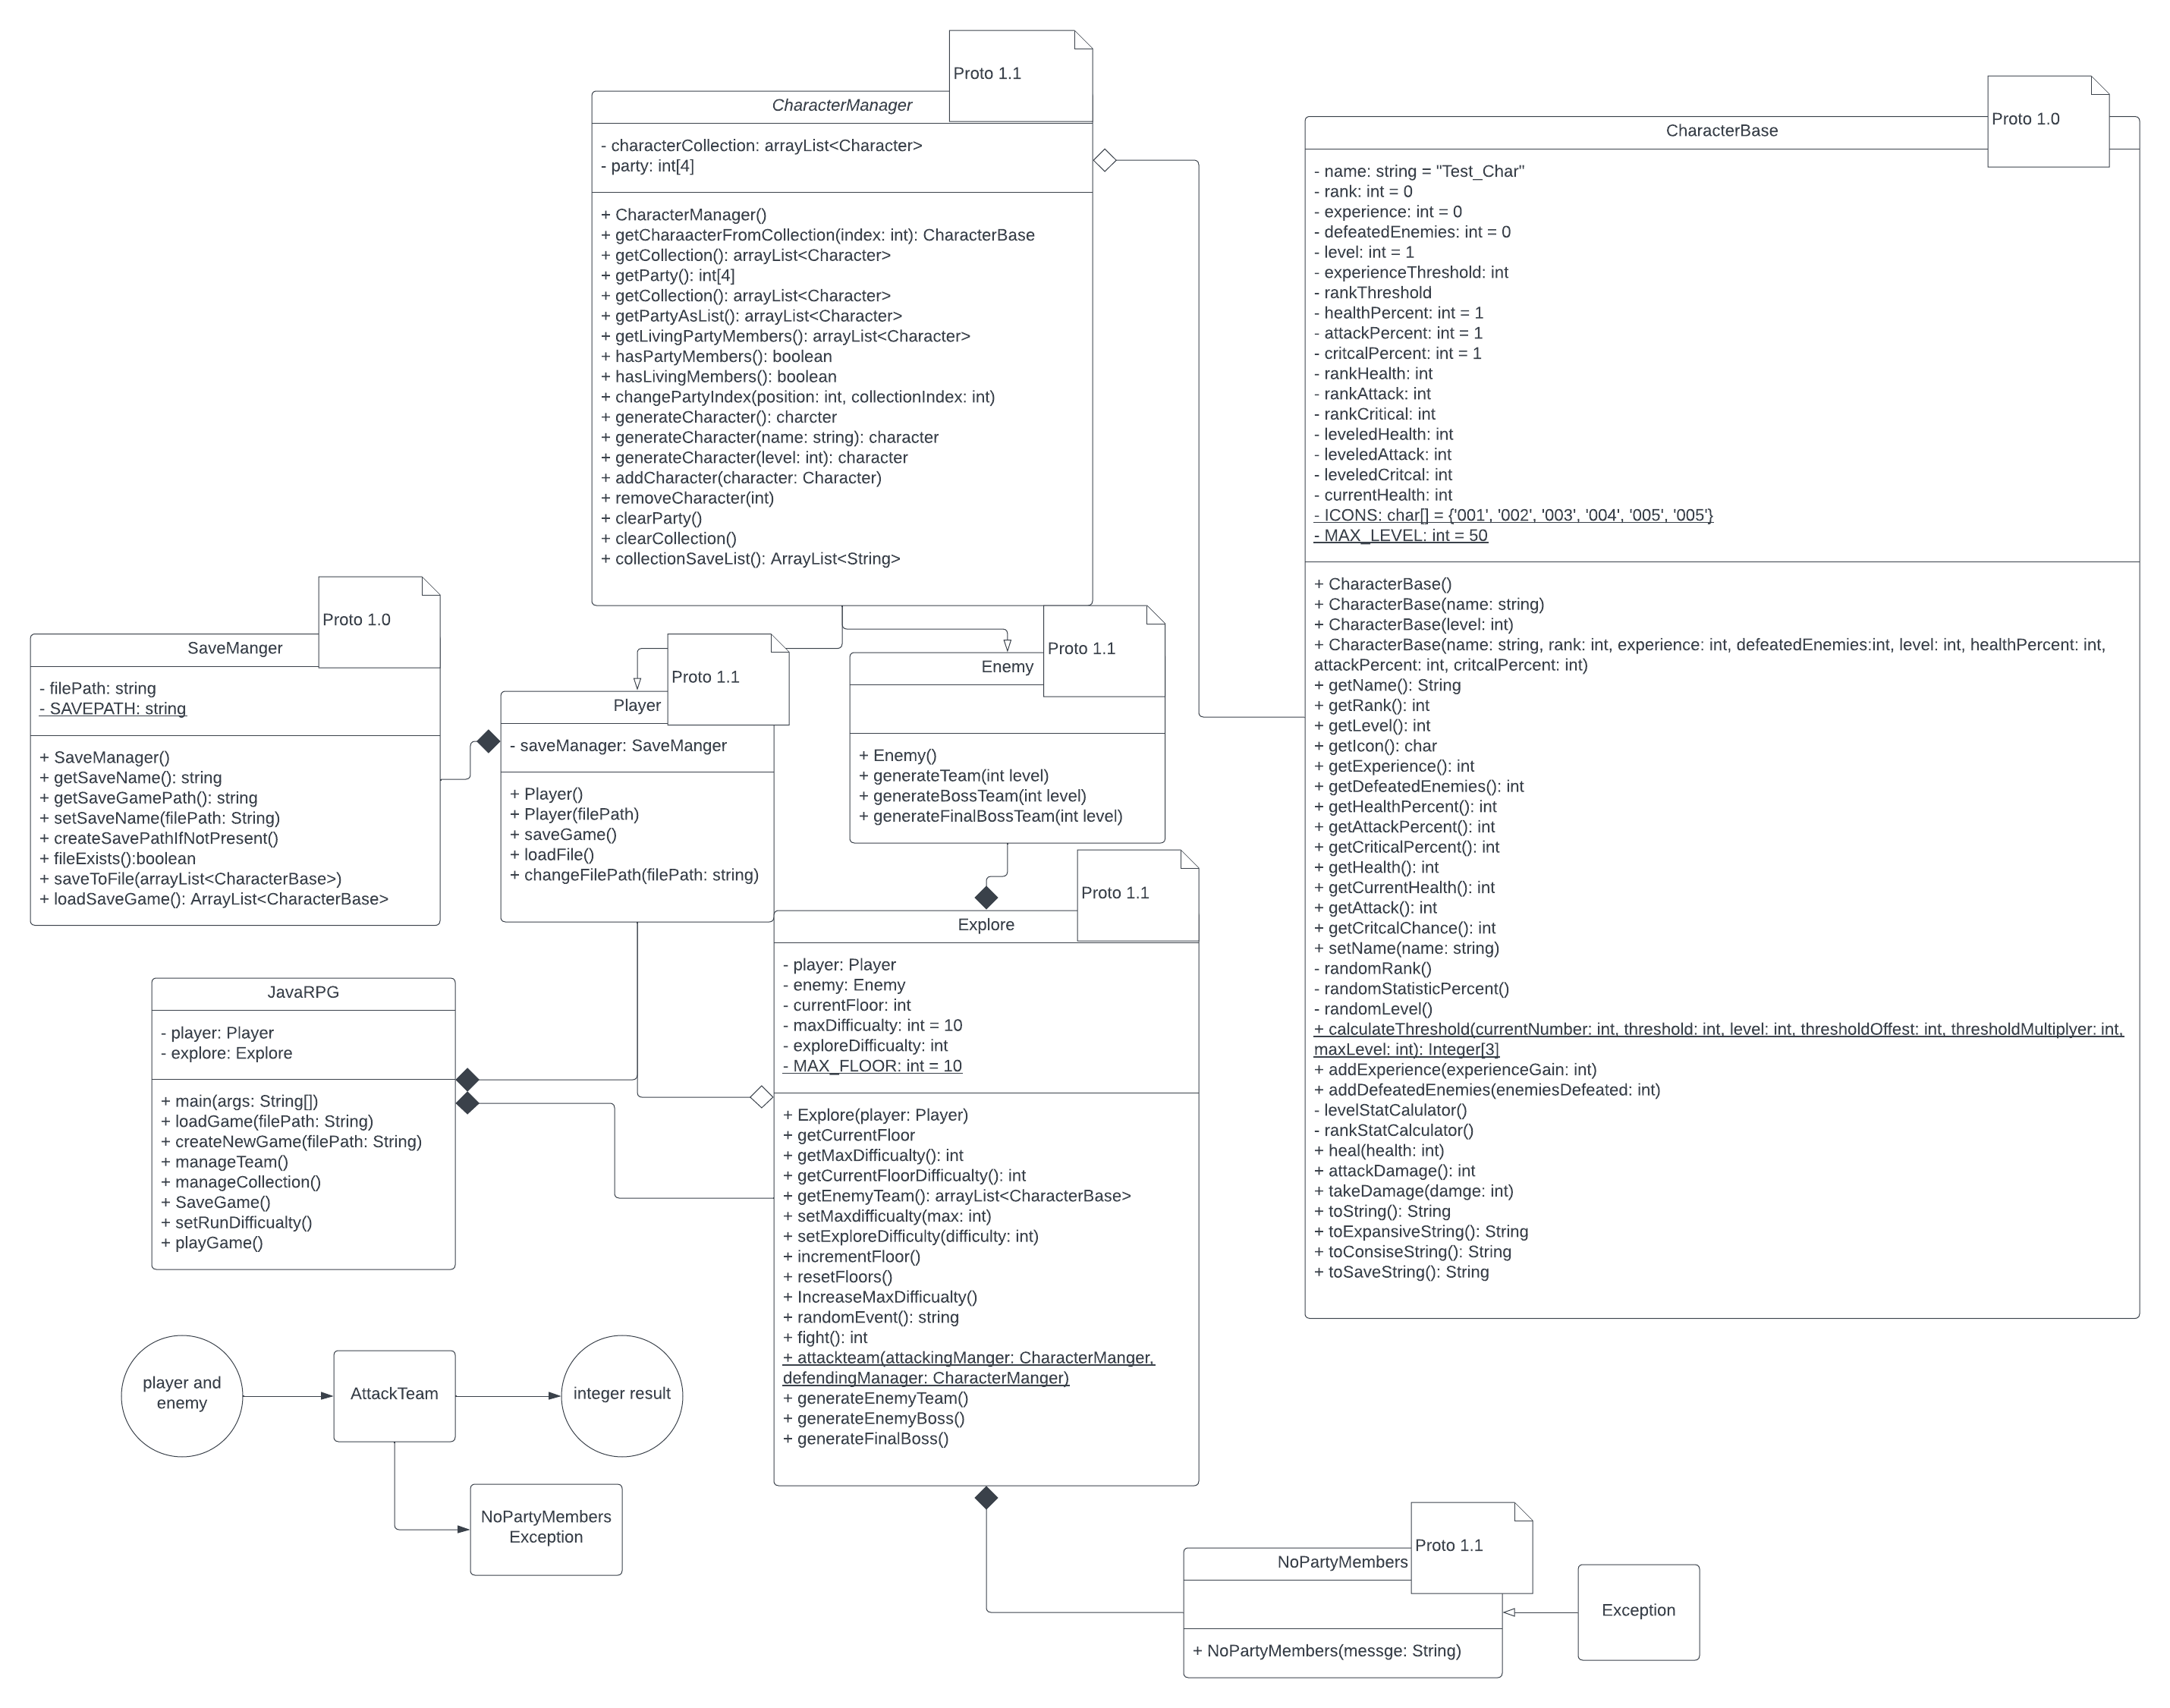 Proto 1.1
CharacterManager
- characterCollection: arrayList<Character>
- party: int[4]
+ CharacterManager()
+ getCharaacterFromCollection(index: int): CharacterBase
+ getCollection(): arrayList<Character>
+ getParty(): int[4]
+ getCollection(): arrayList<Character>
+ getPartyAsList(): arrayList<Character>
+ getLivingPartyMembers(): arrayList<Character>
+ hasPartyMembers(): boolean
+ hasLivingMembers(): boolean
+ changePartyIndex(position: int, collectionIndex: int)
+ generateCharacter(): charcter
+ generateCharacter(name: string): character
+ generateCharacter(level: int): character
+ addCharacter(character: Character)
+ removeCharacter(int)
+ clearParty()
+ clearCollection()
+ collectionSaveList(): ArrayList<String>
Proto 1.0
CharacterBase
- name: string = "Test_Char"
- rank: int = 0
- experience: int = 0
- defeatedEnemies: int = 0
- level: int = 1
- experienceThreshold: int
- rankThreshold
- healthPercent: int = 1
- attackPercent: int = 1
- critcalPercent: int = 1
- rankHealth: int
- rankAttack: int
- rankCritical: int
- leveledHealth: int
- leveledAttack: int
- leveledCritcal: int
- currentHealth: int
- ICONS: char[] = {'001', '002', '003', '004', '005', '005'}
- MAX_LEVEL: int = 50
+ CharacterBase()
+ CharacterBase(name: string)
+ CharacterBase(level: int)
+ CharacterBase(name: string, rank: int, experience: int, defeatedEnemies:int, level: int, healthPercent: int,
attackPercent: int, critcalPercent: int)
+ getName(): String
+ getRank(): int
+ getLevel(): int
+ getIcon(): char
+ getExperience(): int
+ getDefeatedEnemies(): int
+ getHealthPercent(): int
+ getAttackPercent(): int
+ getCriticalPercent(): int
+ getHealth(): int
+ getCurrentHealth(): int
+ getAttack(): int
+ getCritcalChance(): int
+ setName(name: string)
- randomRank()
- randomStatisticPercent()
- randomLevel()
+ calculateThreshold(currentNumber: int, threshold: int, level: int, thresholdOffest: int, thresholdMultiplyer: int,
maxLevel: int): Integer[3]
+ addExperience(experienceGain: int)
+ addDefeatedEnemies(enemiesDefeated: int)
- levelStatCalulator()
- rankStatCalculator()
+ heal(health: int)
+ attackDamage(): int
+ takeDamage(damge: int)
+ toString(): String
+ toExpansiveString(): String
+ toConsiseString(): String
+ toSaveString(): String
Proto 1.0
SaveManger
- filePath: string
- SAVEPATH: string
+ SaveManager()
+ getSaveName(): string
+ getSaveGamePath(): string
+ setSaveName(filePath: String)
+ createSavePathIfNotPresent()
+ fileExists():boolean
+ saveToFile(arrayList<CharacterBase>)
+ loadSaveGame(): ArrayList<CharacterBase>
Proto 1.1
Player
- saveManager: SaveManger
+ Player()
+ Player(filePath)
+ saveGame()
+ loadFile()
+ changeFilePath(filePath: string)
Proto 1.1
Enemy
+ Enemy()
+ generateTeam(int level)
+ generateBossTeam(int level)
+ generateFinalBossTeam(int level)
Proto 1.1
Explore
- player: Player
- enemy: Enemy
- currentFloor: int
- maxDifficualty: int = 10
- exploreDifficualty: int
- MAX_FLOOR: int = 10
+ Explore(player: Player)
+ getCurrentFloor
+ getMaxDifficualty(): int
+ getCurrentFloorDifficualty(): int
+ getEnemyTeam(): arrayList<CharacterBase>
+ setMaxdifficualty(max: int)
+ setExploreDifficulty(difficulty: int)
+ incrementFloor()
+ resetFloors()
+ IncreaseMaxDifficualty()
+ randomEvent(): string
+ fight(): int
+ attackteam(attackingManger: CharacterManger,
defendingManager: CharacterManger)
+ generateEnemyTeam()
+ generateEnemyBoss()
+ generateFinalBoss()
JavaRPG
- player: Player
- explore: Explore
+ main(args: String[])
+ loadGame(filePath: String)
+ createNewGame(filePath: String)
+ manageTeam()
+ manageCollection()
+ SaveGame()
+ setRunDifficualty()
+ playGame()
player and
enemy
AttackTeam
integer result
NoPartyMembers
Exception
Proto 1.1
NoPartyMembers
+ NoPartyMembers(messge: String)
Exception